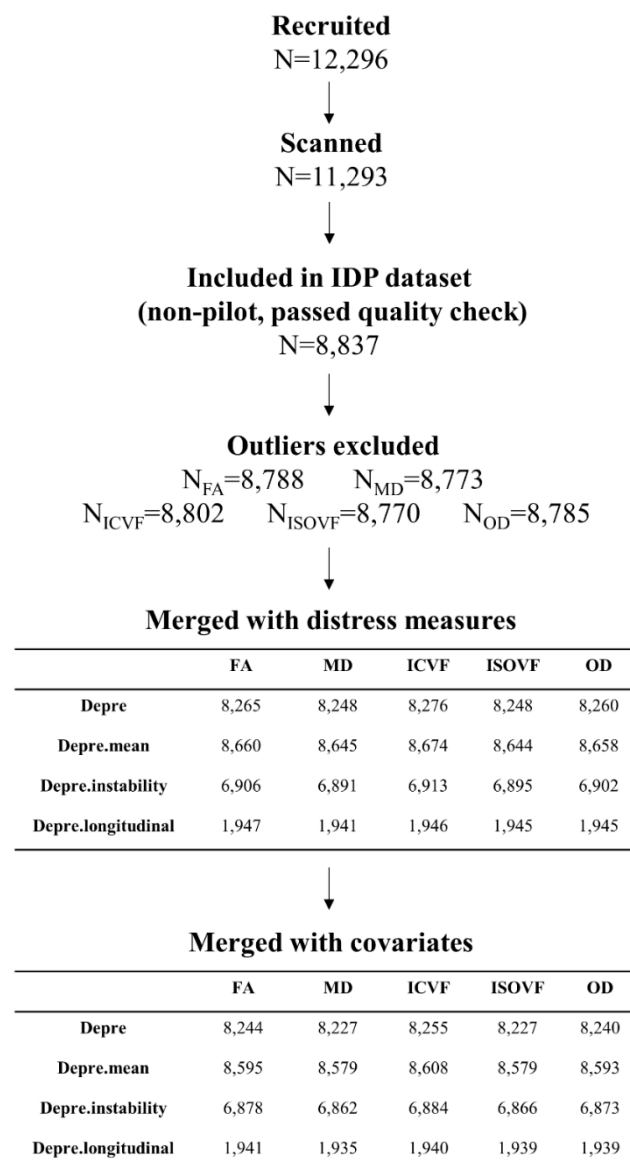 Recruited
N=12,296
Scanned
N=11,293
Included in IDP dataset
(non-pilot, passed quality check)
N=8,837
Outliers excluded
N_FA=8,788 N_MD=8,773
N_ICVF=8,802 N_ISOVF=8,770 N_OD=8,785
Merged with distress measures
FA MD ICVF ISOVF OD
Depre 8,265 8,248 8,276 8,248 8,260
Depre.mean 8,660 8,645 8,674 8,644 8,658
Depre.instability 6,906 6,891 6,913 6,895 6,902
Depre.longitudinal 1,947 1,941 1,946 1,945 1,945
Merged with covariates
FA MD ICVF ISOVF OD
Depre 8,244 8,227 8,255 8,227 8,240
Depre.mean 8,595 8,579 8,608 8,579 8,593
Depre.instability 6,878 6,862 6,884 6,866 6,873
Depre.longitudinal 1,941 1,935 1,940 1,939 1,939